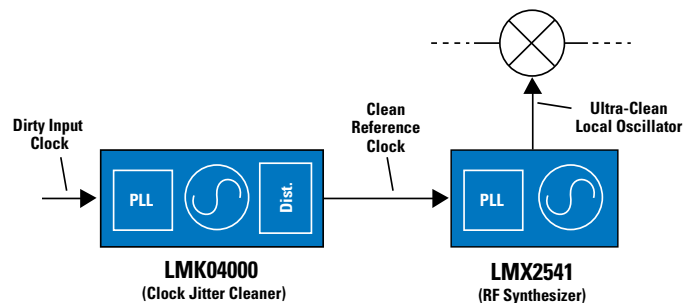 Dirty Input
Clock
PLL
Dist.
LMK04000
(Clock Jitter Cleaner)
Clean
Reference
Clock
PLL
LMX2541
(RF Synthesizer)
Ultra-Clean
Local Oscillator